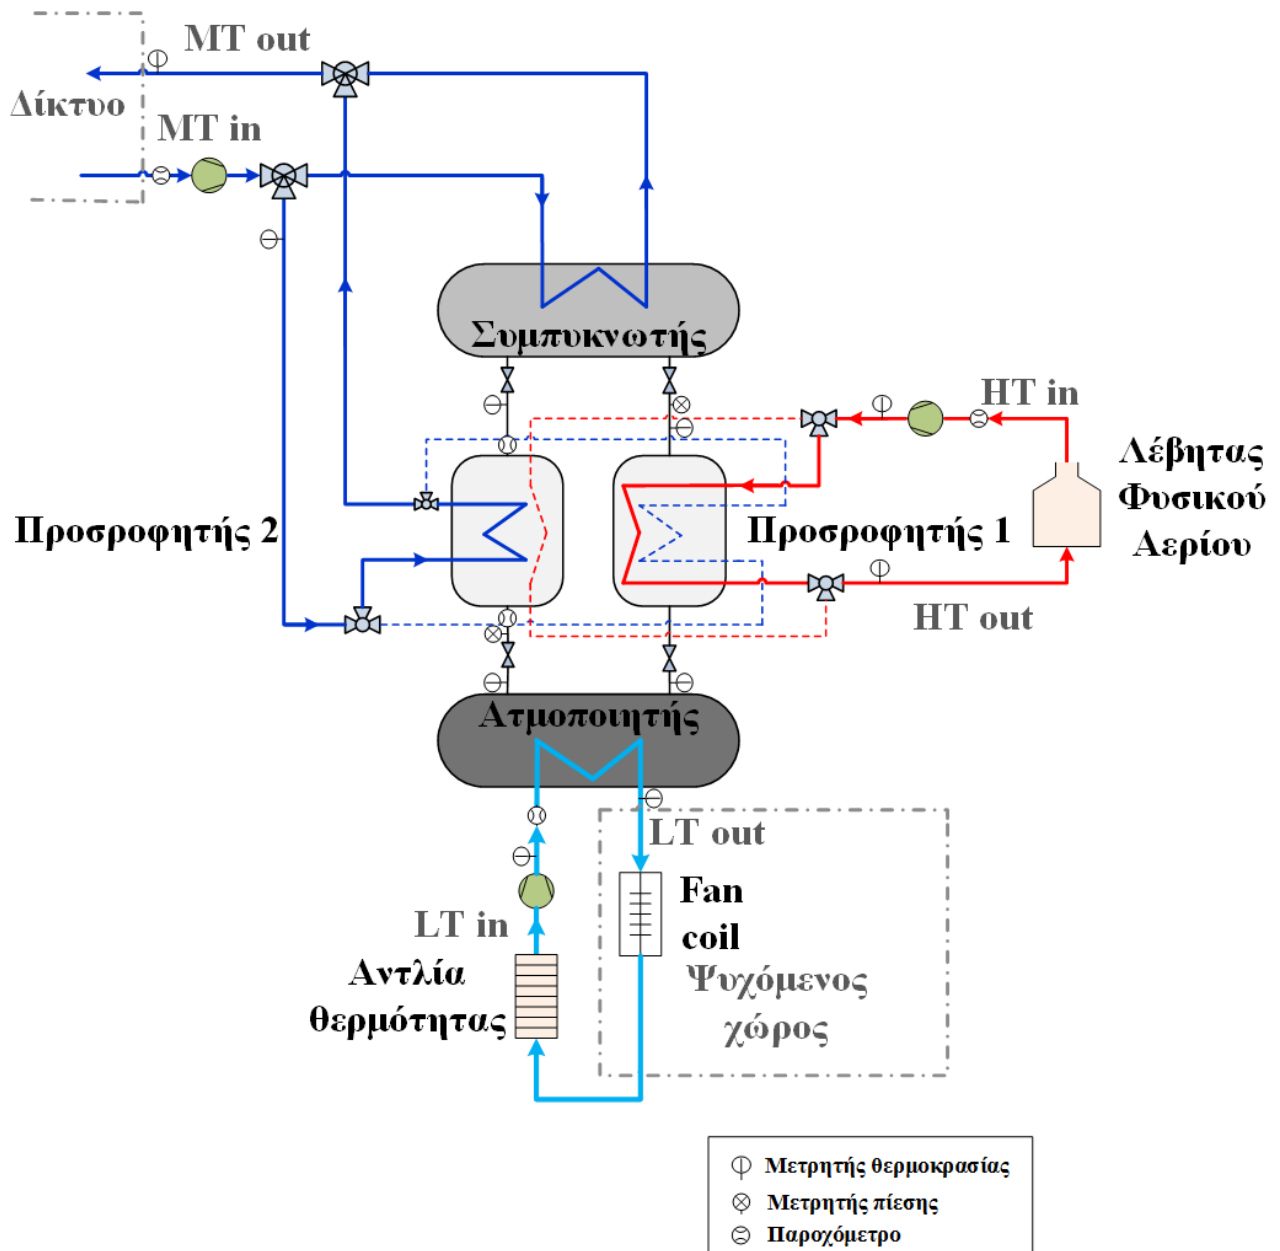 MT out
Δίκτυο
MT in
Συμπυκνωτής
HT in
Λέβητας
Φυσικού
Αερίου
Προσροφητής 2
Προσροφητής 1
HT out
Ατμοποιητής
LT out
Fan
coil
LT in
Ψυχόμενος
χώρος
Αντλία
θερμότητας
Μετρητής θερμοκρασίας
Μετρητής πίεσης
Παροχόμετρο